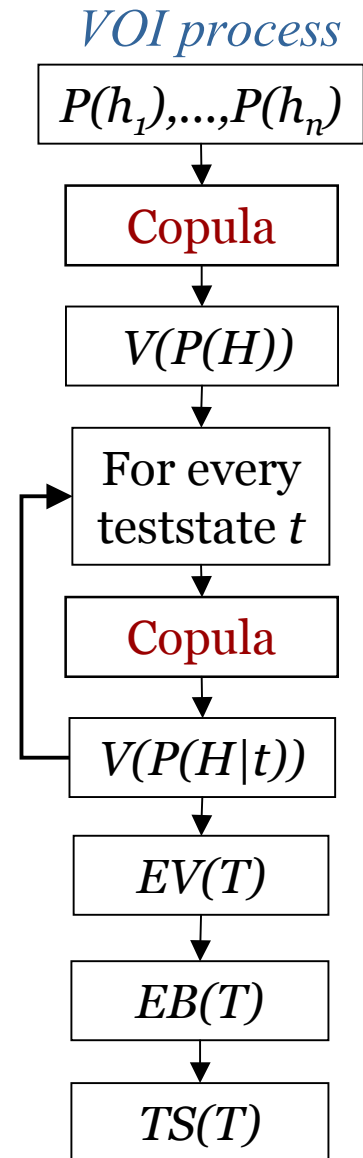 VOI process
P(h₁),...,P(hₙ)
Copula
V(P(H))
For every
teststate t
Copula
V(P(H|t))
EV(T)
EB(T)
TS(T)